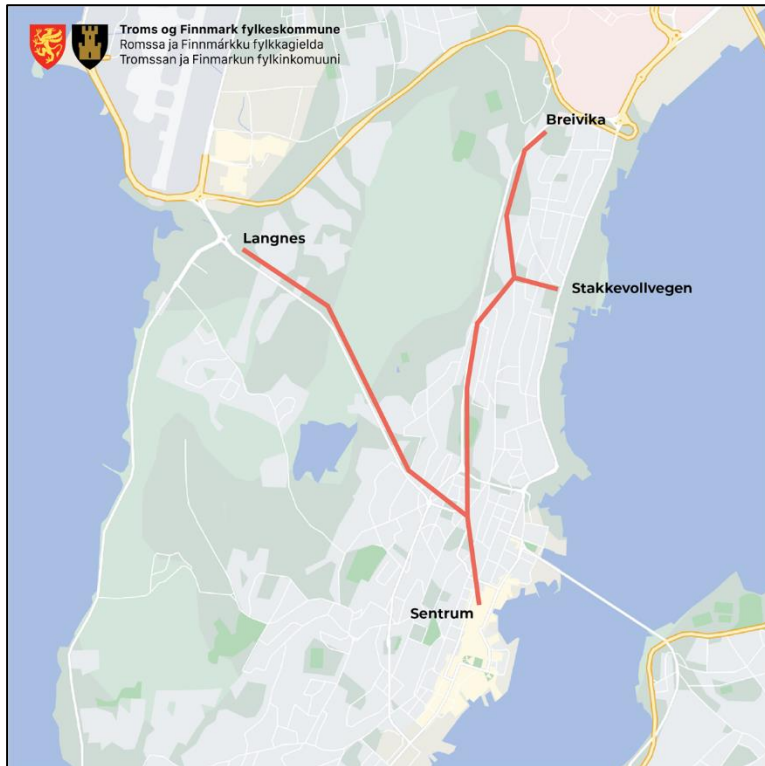 Troms og Finnmark fylkeskommune
Romssa ja Finnmárkku fylkkagielda
Tromssan ja Finmarkun fylkinkomuuni
Breivika
Langnes
Stakkevollvegen
Sentrum